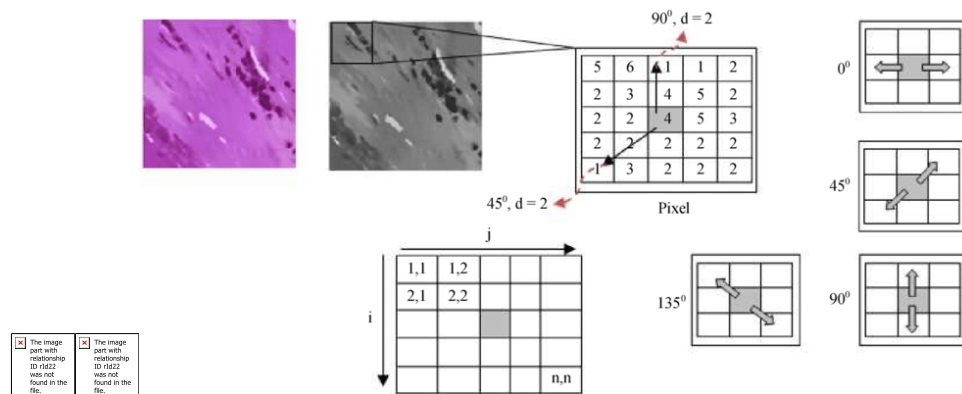 90⁰, d = 2
5 6 1 1 2
2 3 4 5 2
2 2 4 5 3
2 2 2 2 2
1 3 2 2 2
45⁰, d = 2
Pixel
0⁰
45⁰
135⁰
90⁰
j
i
1,1 1,2
2,1 2,2
n,n
The image
part with
relationship
ID rId22
was not
found in the
file.
The image
part with
relationship
ID rId22
was not
found in the
file.